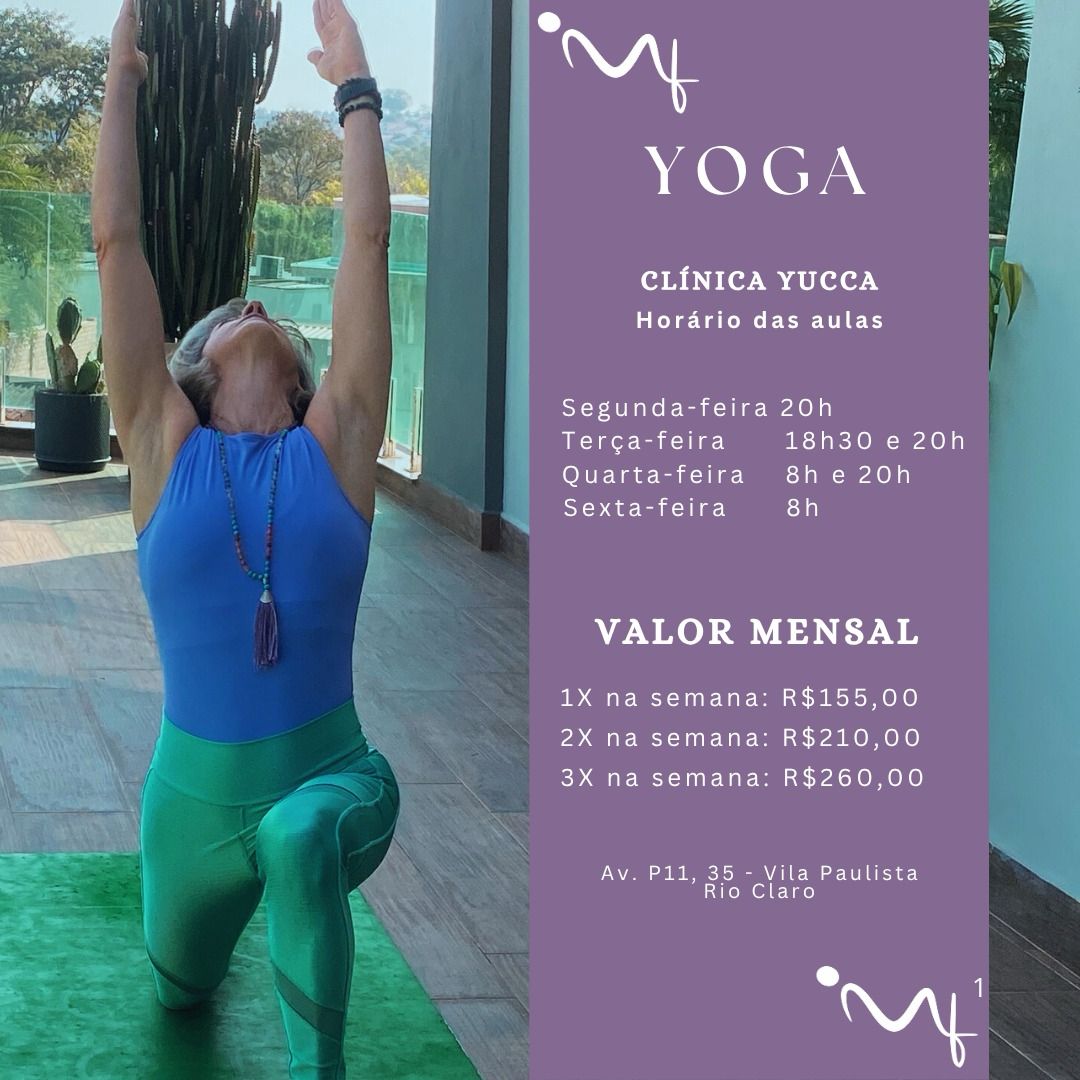 YOGA
CLÍNICA YUCCA
Horário das aulas
Segunda-feira 20h
Terça-feira 18h30 e 20h
Quarta-feira 8h e 20h
Sexta-feira 8h
VALOR MENSAL
1X na semana: R$155,00
2X na semana: R$210,00
3X na semana: R$260,00
Av. P11, 35 - Vila Paulista
Rio Claro
1